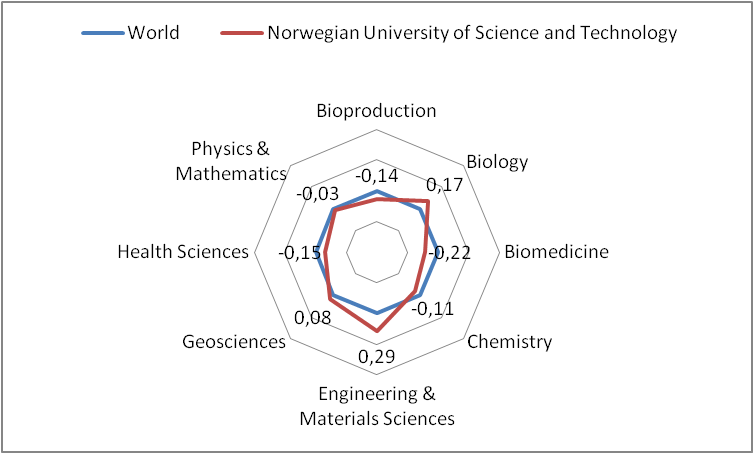 World
Norwegian University of Science and Technology
Bioproduction
Physics &
Mathematics
Biology
-0,14
0,17
-0,03
Health Sciences
-0,15
-0,22
Biomedicine
0,08
-0,11
Geosciences
Chemistry
0,29
Engineering &
Materials Sciences